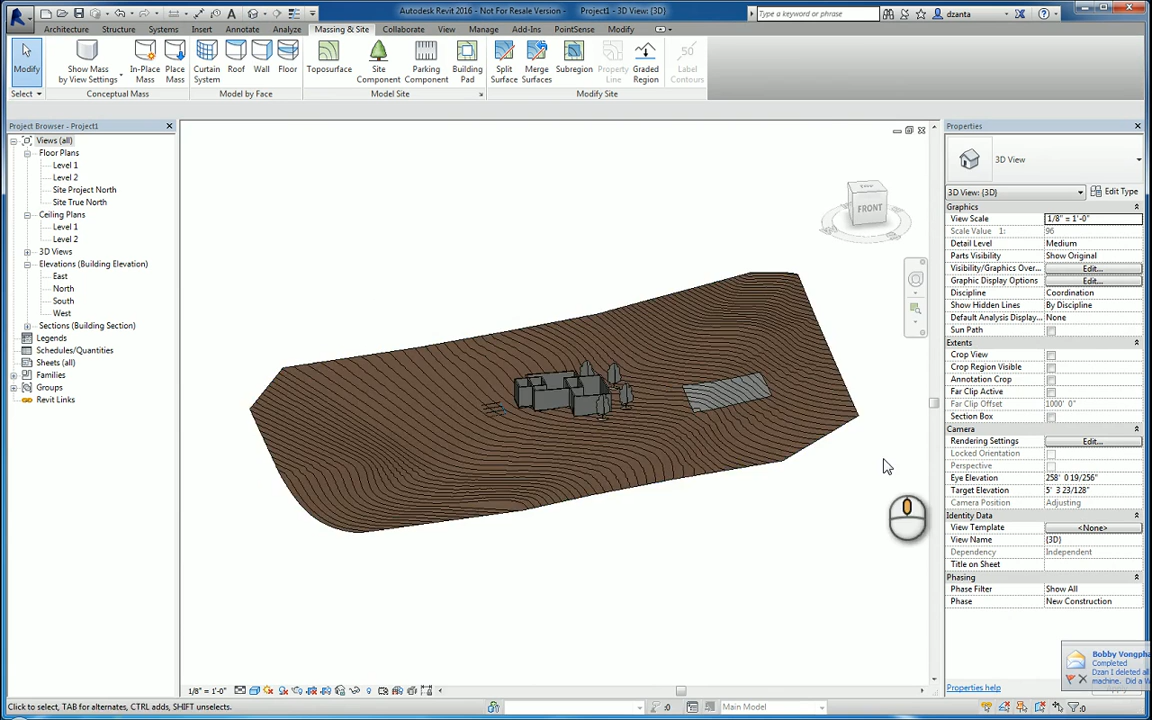 Autodesk Revit 2016 - Not For Resale Version - Project1 - 3D View: {3D}
Type a keyword or phrase
dzanta
Architecture Structure Systems Insert Annotate Analyze Massing & Site Collaborate View Manage Add-Ins PointSense Modify
Modify
Show Mass by View Settings
In-Place Mass
Place Mass
Curtain System
Roof
Wall
Floor
Toposurface
Site Component
Parking Component
Building Pad
Split Surface
Merge Surfaces
Subregion
Property Line
Graded Region
50
Label Contours
Select
Conceptual Mass
Model by Face
Model Site
Modify Site
Project Browser - Project1
Views (all)
Floor Plans
Level 1
Level 2
Site Project North
Site True North
Ceiling Plans
Level 1
Level 2
3D Views
Elevations (Building Elevation)
East
North
South
West
Sections (Building Section)
Legends
Schedules/Quantities
Sheets (all)
Families
Groups
Revit Links
TOP
FRONT
Properties
3D View
3D View: {3D} Edit Type
Graphics
View Scale 1/8" = 1'-0"
Scale Value 1: 96
Detail Level Medium
Parts Visibility Show Original
Visibility/Graphics Over... Edit...
Graphic Display Options Edit...
Discipline Coordination
Show Hidden Lines By Discipline
Default Analysis Display... None
Sun Path
Extents
Crop View
Crop Region Visible
Annotation Crop
Far Clip Active
Far Clip Offset 1000' 0"
Section Box
Camera
Rendering Settings Edit...
Locked Orientation
Perspective
Eye Elevation 258' 0 19/256"
Target Elevation 5' 3 23/128"
Camera Position Adjusting
Identity Data
View Template <None>
View Name {3D}
Dependency Independent
Title on Sheet
Phasing
Phase Filter Show All
Phase New Construction
Properties help
Bobby Vongpha
Completed
Dzan I deleted all
machine. Did a W
1/8" = 1'-0"
Click to select, TAB for alternates, CTRL adds, SHIFT unselects.
:0
Main Model
:0